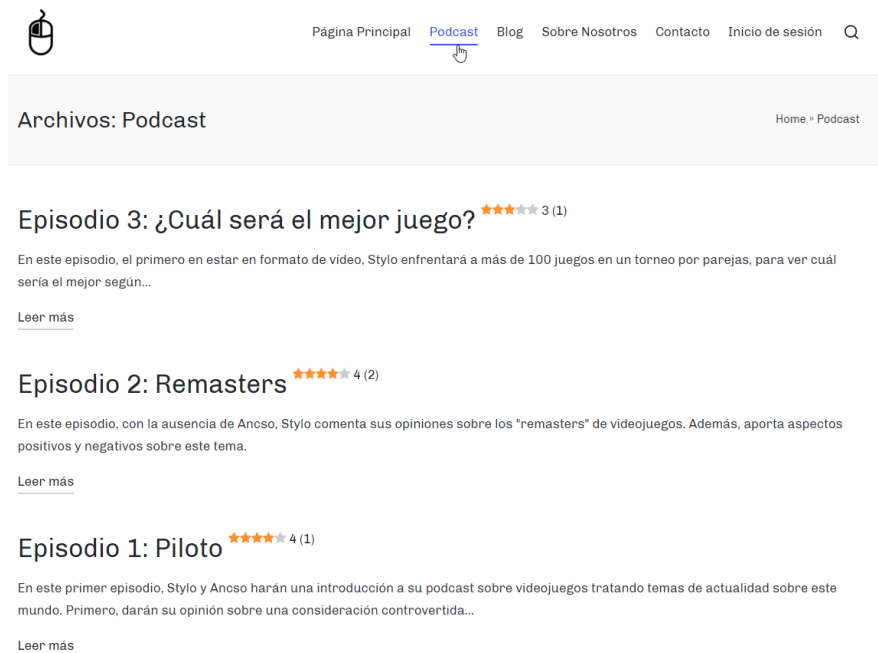 Página Principal Podcast Blog Sobre Nosotros Contacto Inicio de sesión
Archivos: Podcast
Home » Podcast
Episodio 3: ¿Cuál será el mejor juego? 3 (1)
En este episodio, el primero en estar en formato de vídeo, Stylo enfrentará a más de 100 juegos en un torneo por parejas, para ver cuál
sería el mejor según...
Leer más
Episodio 2: Remasters 4 (2)
En este episodio, con la ausencia de Ancso, Stylo comenta sus opiniones sobre los "remasters" de videojuegos. Además, aporta aspectos
positivos y negativos sobre este tema.
Leer más
Episodio 1: Piloto 4 (1)
En este primer episodio, Stylo y Ancso harán una introducción a su podcast sobre videojuegos tratando temas de actualidad sobre este
mundo. Primero, darán su opinión sobre una consideración controvertida...
Leer más